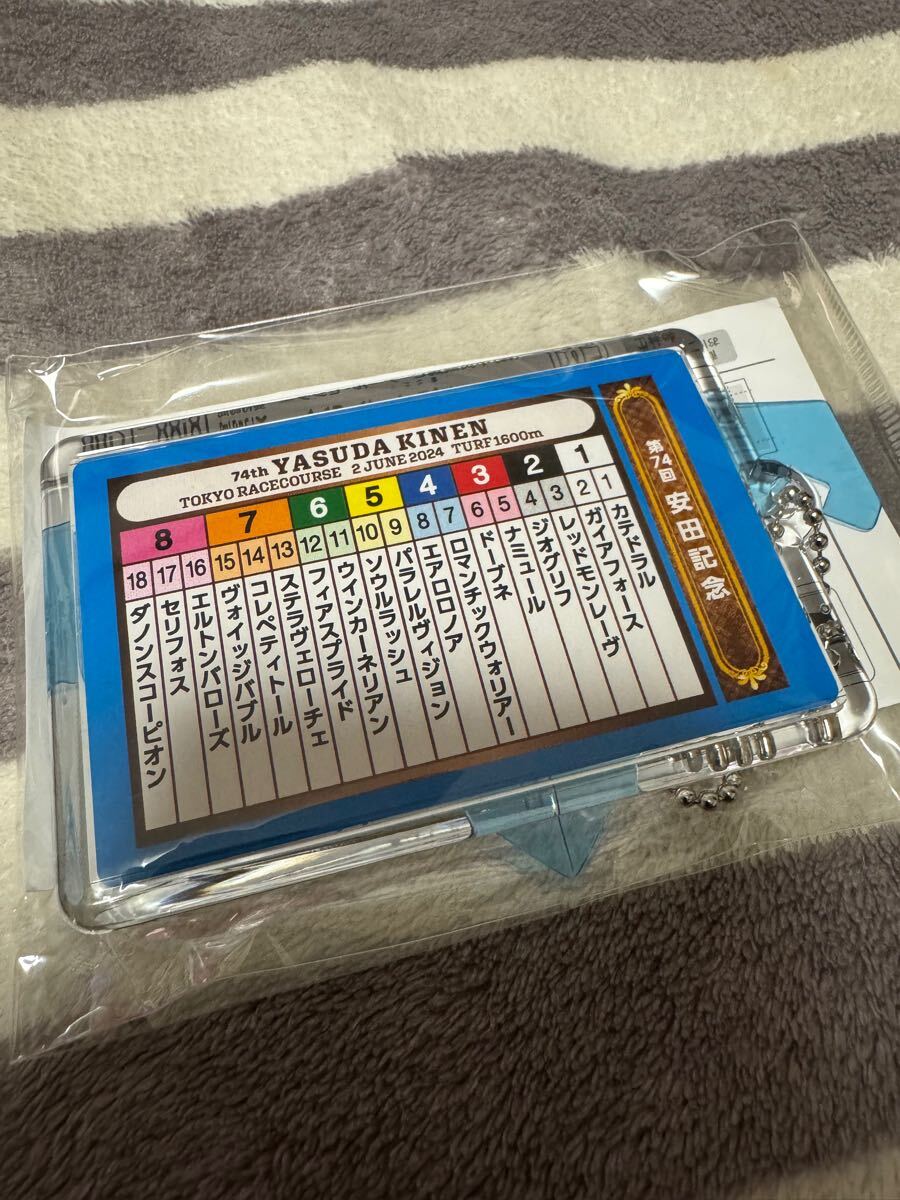 74th YASUDA KINEN
TOKYO RACECOURSE 2 JUNE 2024 TURF 1600m
第74回 安田記念
8 7 6 5 4 3 2 1
18 17 16 15 14 13 12 11 10 9 8 7 6 5 4 3 2 1
カテドラル
ガイアフォース
レッドモンレーヴ
ジオグリフ
ナミュール
ドーブネ
ロマンチックウォリアー
エアロロノア
パラレルヴィジョン
ソウルラッシュ
ウインカーネリアン
フィアスプライド
ステラヴェローチェ
コレペティトール
ヴォイッジバブル
エルトンバローズ
セリフォス
ダノンスコーピオン